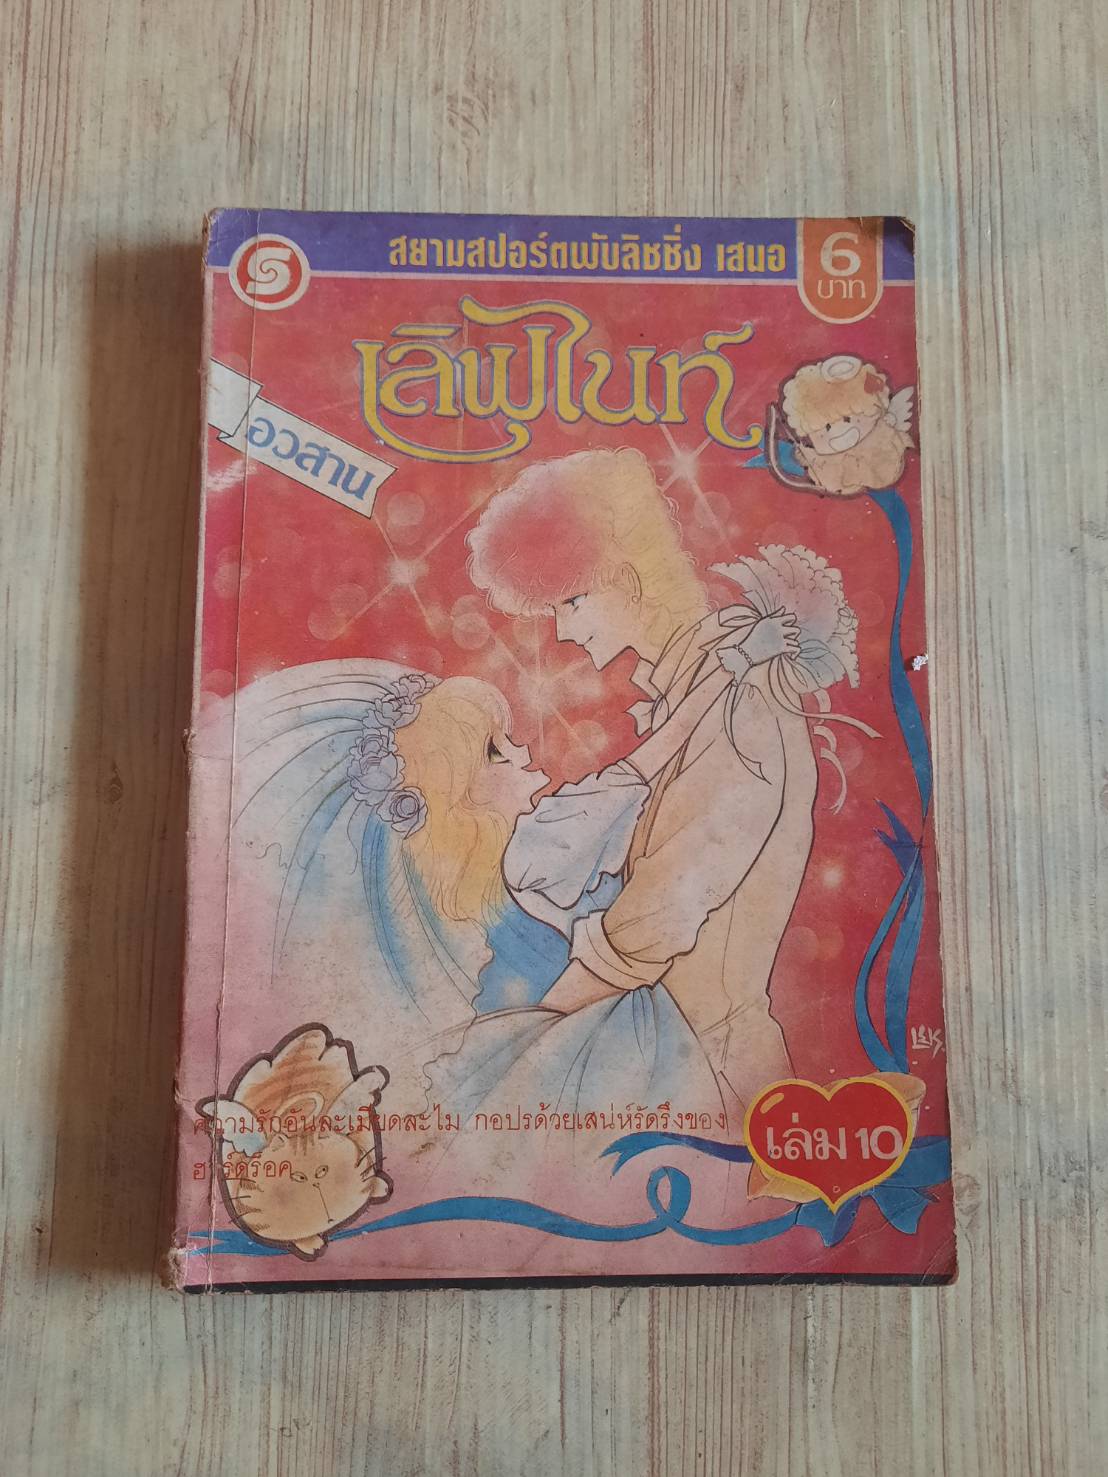 สยามสปอร์ตพับลิชชิ่ง เสนอ
6
บาท
เลิฟุไนท์
อวสาน
LEK.
ความรักอันละเมียดละไม กอปรด้วยเสน่ห์รัดรึงของ
ฮาร์ดร็อค
เล่ม 10